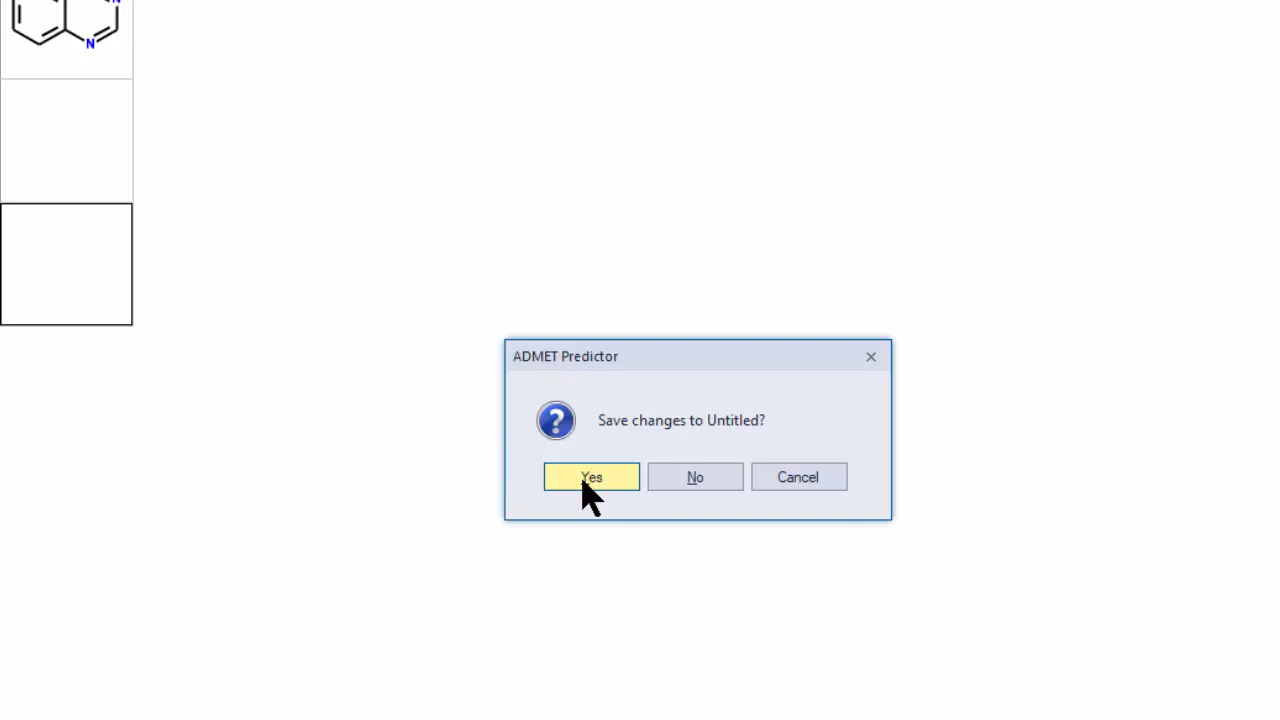 N
N
ADMET Predictor
Save changes to Untitled?
Yes
No
Cancel